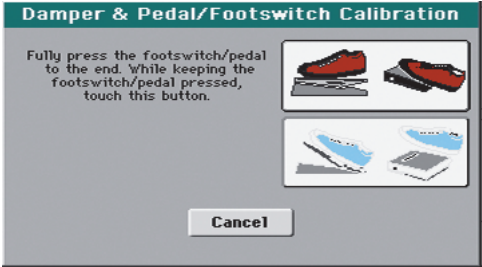 Damper & Pedal/Footswitch Calibration
Fully press the footswitch/pedal
to the end. While keeping the
footswitch/pedal pressed,
touch this button.
Cancel